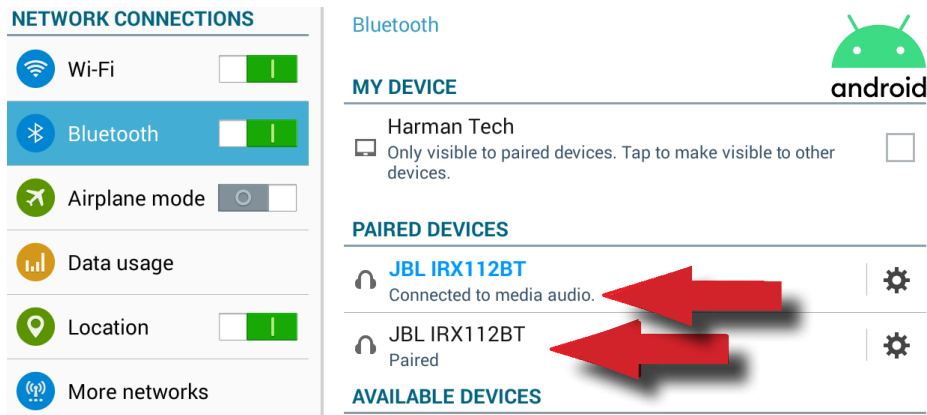 NETWORK CONNECTIONS
Wi-Fi
Bluetooth
Airplane mode
Data usage
Location
More networks
Bluetooth
android
MY DEVICE
Harman Tech
Only visible to paired devices. Tap to make visible to other
devices.
PAIRED DEVICES
JBL IRX112BT
Connected to media audio.
JBL IRX112BT
Paired
AVAILABLE DEVICES